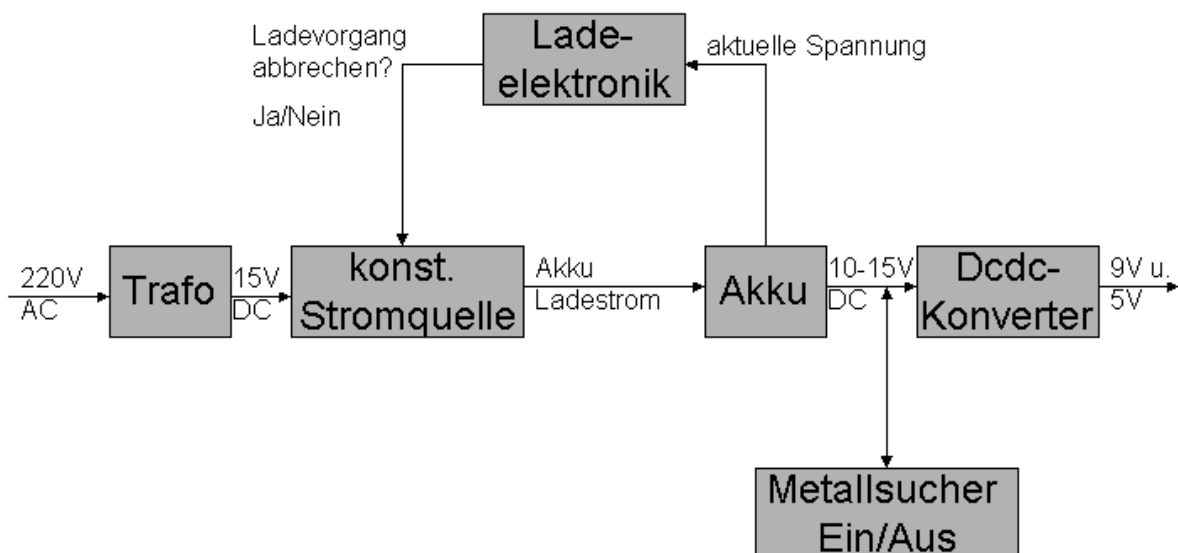 Ladevorgang
abbrechen?
Ja/Nein
Lade-
elektronik
aktuelle Spannung
220V
AC
Trafo
15V
DC
konst.
Stromquelle
Akku
Ladestrom
Akku
10-15V
DC
Dcdc-
Konverter
9V u.
5V
Metallsucher
Ein/Aus